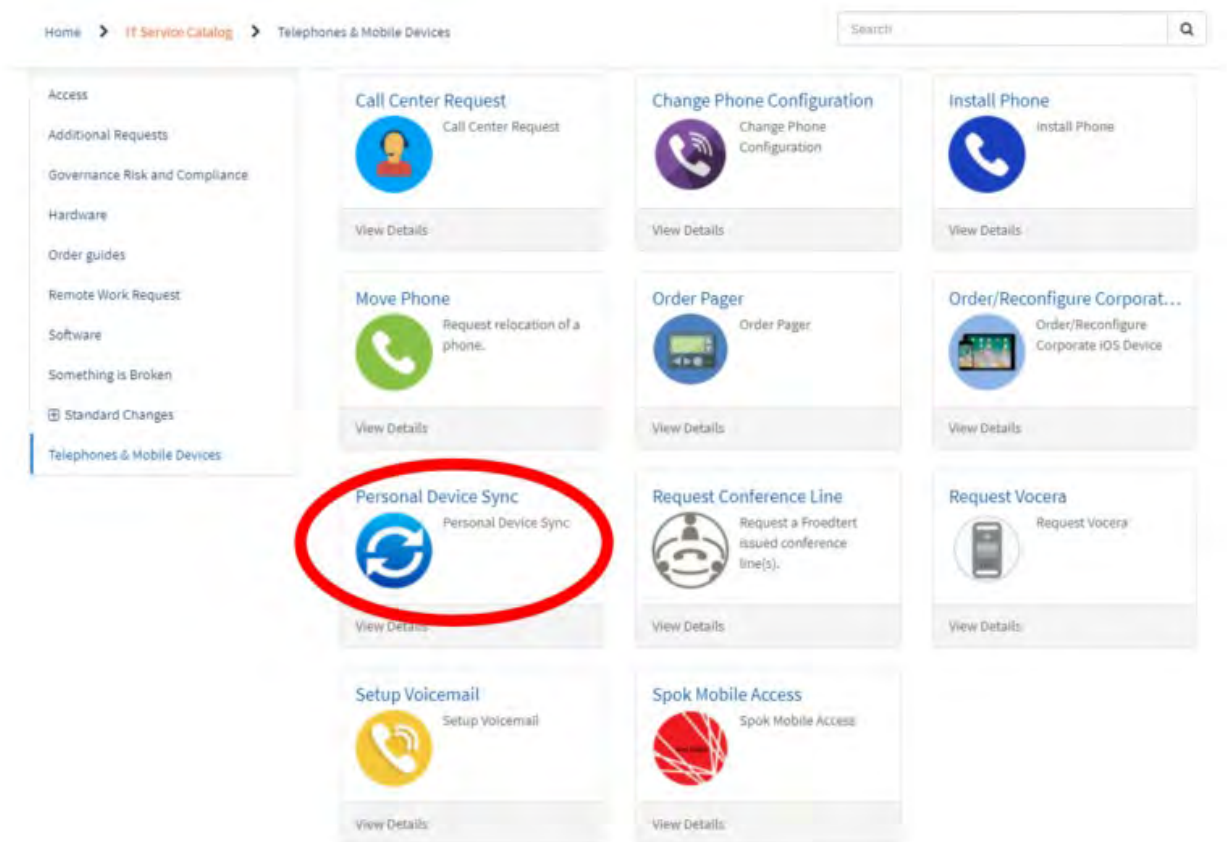 Home > IT Service Catalog > Telephones & Mobile Devices
Search
Access
Additional Requests
Governance Risk and Compliance
Hardware
Order guides
Remote Work Request
Software
Something is Broken
Standard Changes
Telephones & Mobile Devices
Call Center Request
Call Center Request
View Details
Change Phone Configuration
Change Phone
Configuration
View Details
Install Phone
Install Phone
View Details
Move Phone
Request relocation of a
phone.
View Details
Order Pager
Order Pager
View Details
Order/Reconfigure Corporat...
Order/Reconfigure
Corporate iOS Device
View Details
Personal Device Sync
Personal Device Sync
View Details
Request Conference Line
Request a Froedtert
issued conference
line(s).
View Details
Request Vocera
Request Vocera
View Details
Setup Voicemail
Setup Voicemail
View Details
Spok Mobile Access
Spok Mobile Access
View Details